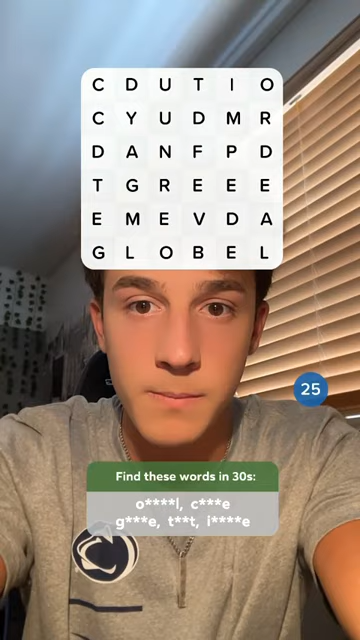 C D U T I O
C Y U D M R
D A N F P D
T G R E E E
E M E V D A
G L O B E L
25
Find these words in 30s:
o****l, c***e
g***e, t**t, i****e